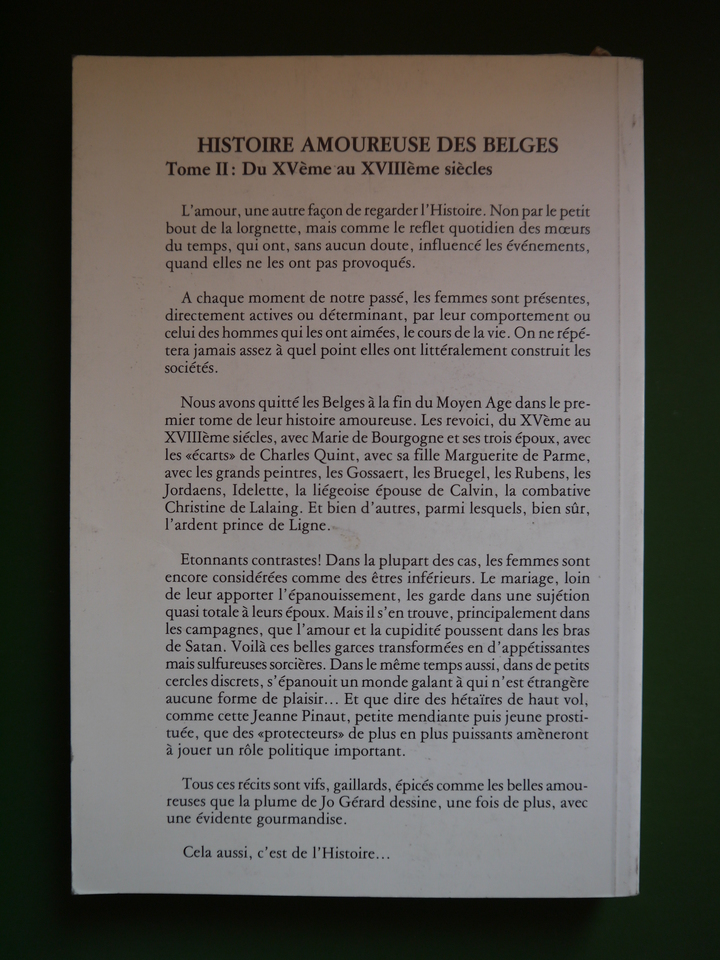 HISTOIRE AMOUREUSE DES BELGES
Tome II : Du XVème au XVIIIème siècles
L'amour, une autre façon de regarder l'Histoire. Non par le petit
bout de la lorgnette, mais comme le reflet quotidien des mœurs
du temps, qui ont, sans aucun doute, influencé les événements,
quand elles ne les ont pas provoqués.
A chaque moment de notre passé, les femmes sont présentes,
directement actives ou déterminant, par leur comportement ou
celui des hommes qui les ont aimées, le cours de la vie. On ne répé-
tera jamais assez à quel point elles ont littéralement construit les
sociétés.
Nous avons quitté les Belges à la fin du Moyen Age dans le pre-
mier tome de leur histoire amoureuse. Les revoici, du XVème au
XVIIIème siécles, avec Marie de Bourgogne et ses trois époux, avec
les «écarts» de Charles Quint, avec sa fille Marguerite de Parme,
avec les grands peintres, les Gossaert, les Bruegel, les Rubens, les
Jordaens, Idelette, la liégeoise épouse de Calvin, la combative
Christine de Lalaing. Et bien d'autres, parmi lesquels, bien sûr,
l'ardent prince de Ligne.
Etonnants contrastes! Dans la plupart des cas, les femmes sont
encore considérées comme des êtres inférieurs. Le mariage, loin
de leur apporter l'épanouissement, les garde dans une sujétion
quasi totale à leurs époux. Mais il s'en trouve, principalement dans
les campagnes, que l'amour et la cupidité poussent dans les bras
de Satan. Voilà ces belles garces transformées en d'appétissantes
mais sulfureuses sorcières. Dans le même temps aussi, dans de petits
cercles discrets, s'épanouit un monde galant à qui n'est étrangère
aucune forme de plaisir... Et que dire des hétaïres de haut vol,
comme cette Jeanne Pinaut, petite mendiante puis jeune prosti-
tuée, que des «protecteurs» de plus en plus puissants amèneront
à jouer un rôle politique important.
Tous ces récits sont vifs, gaillards, épicés comme les belles amou-
reuses que la plume de Jo Gérard dessine, une fois de plus, avec
une évidente gourmandise.
Cela aussi, c'est de l'Histoire...